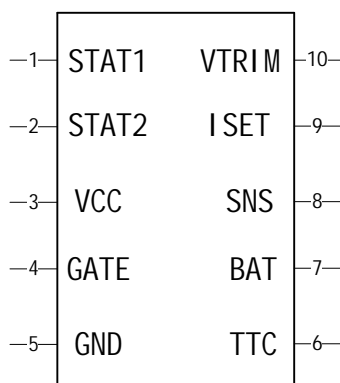 1 STAT1 VTRIM 10
2 STAT2 ISET 9
3 VCC SNS 8
4 GATE BAT 7
5 GND TTC 6